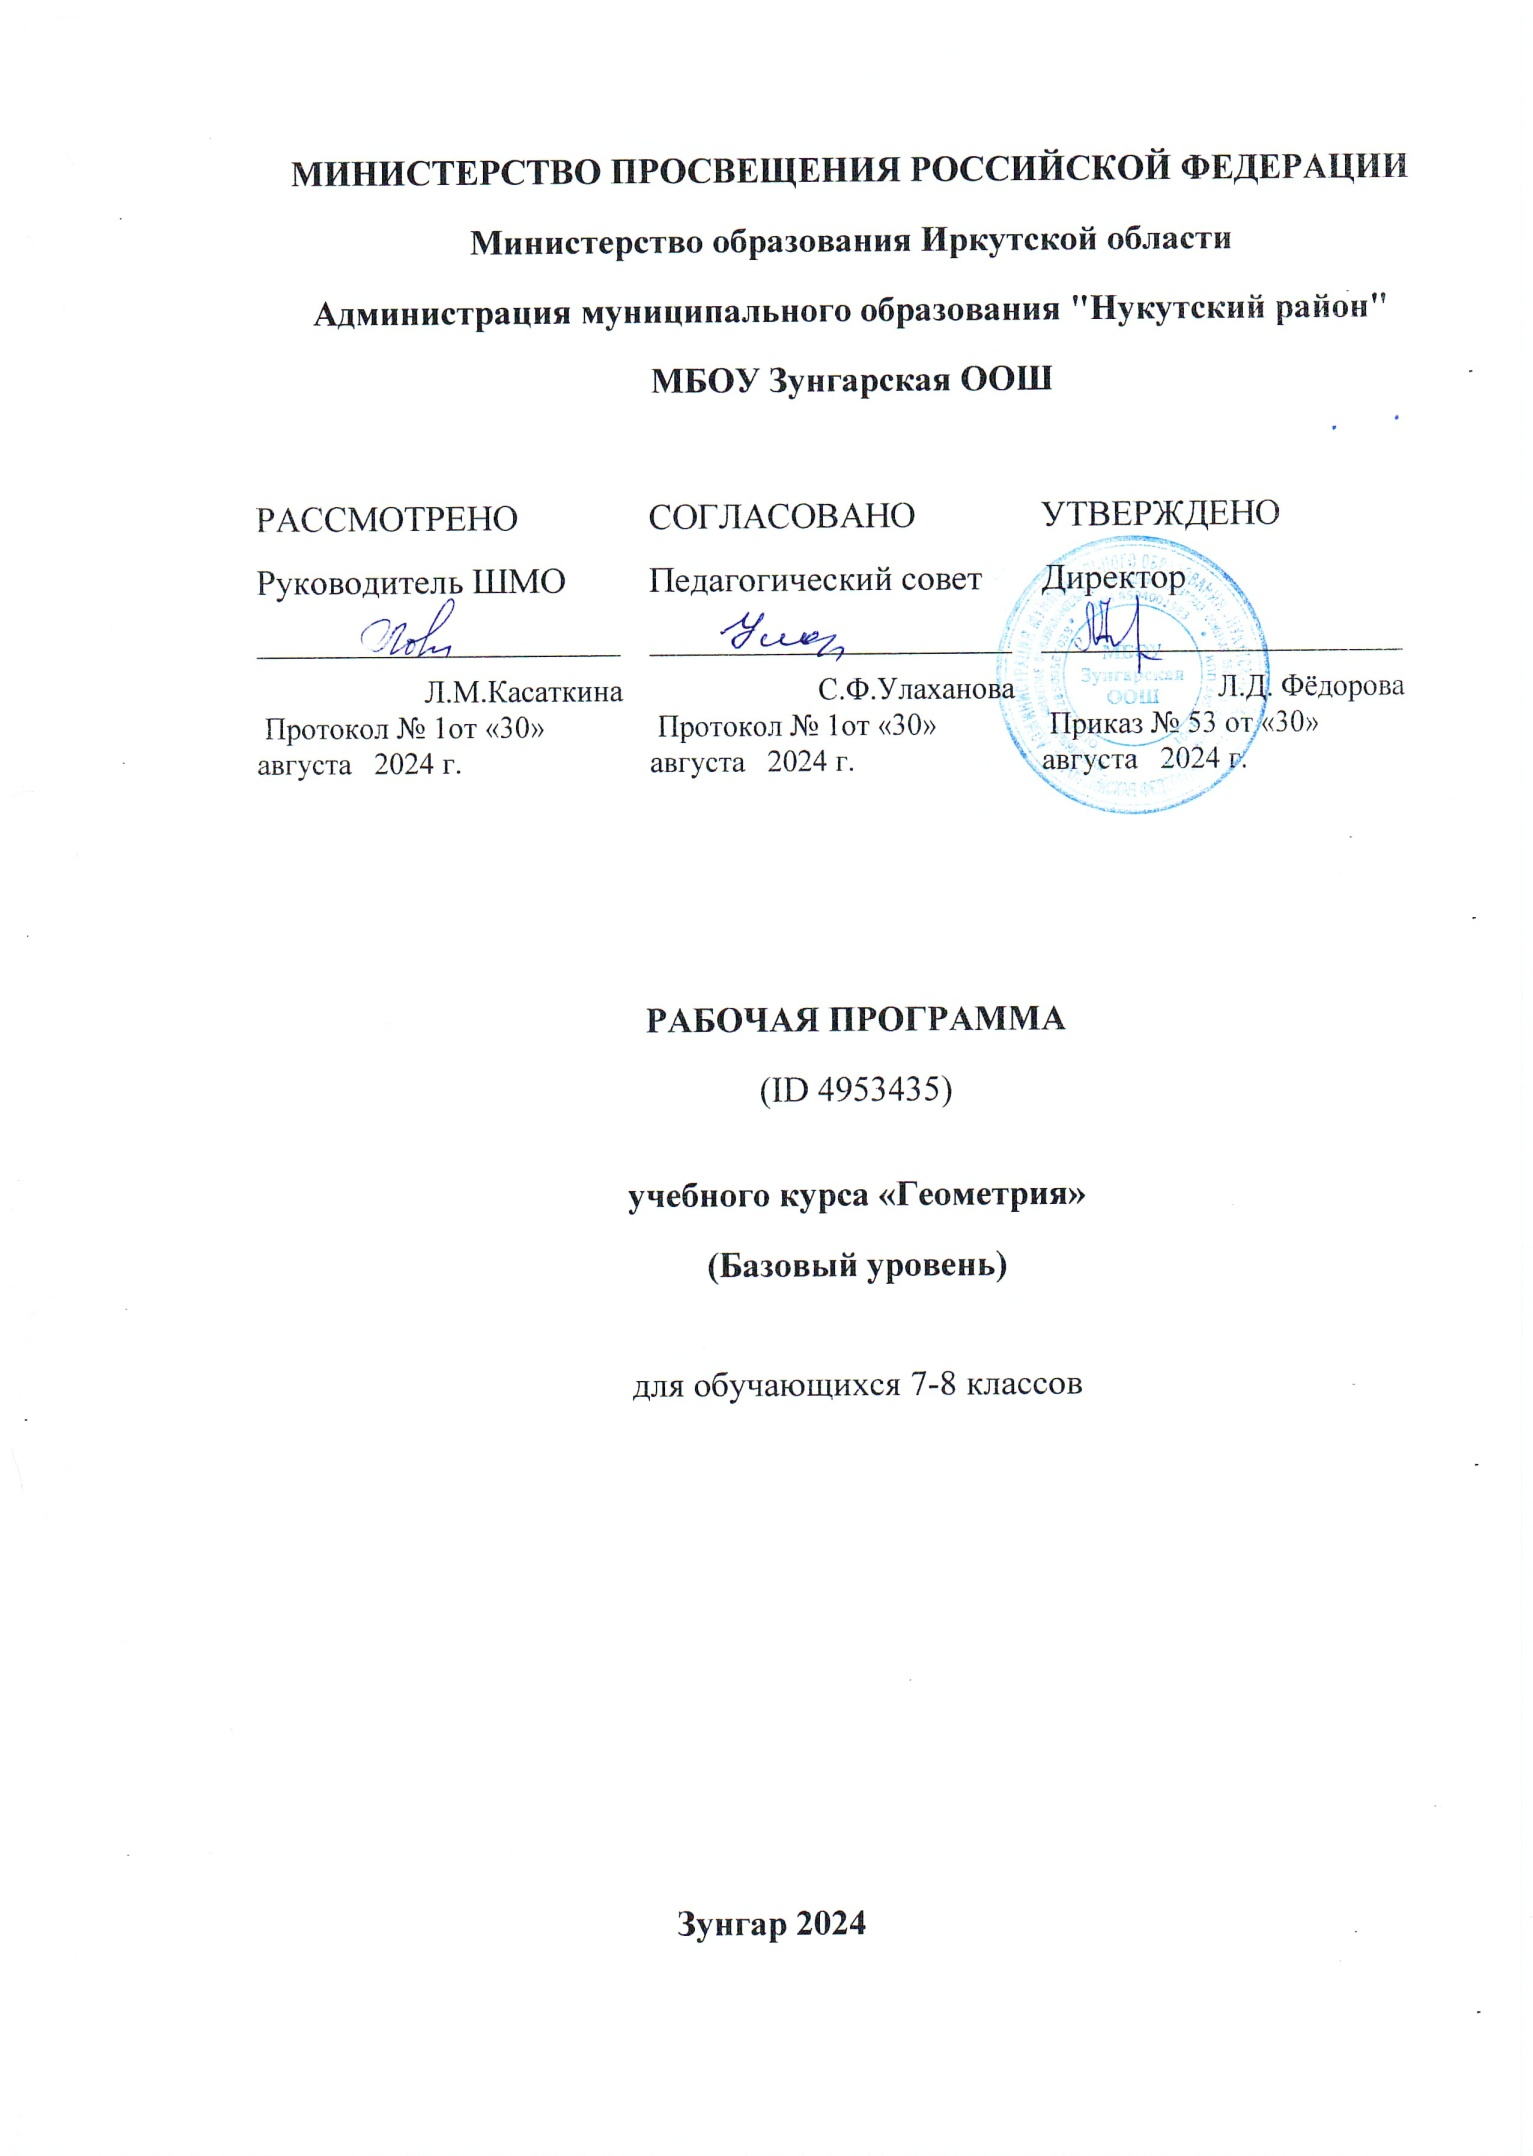 МИНИСТЕРСТВО ПРОСВЕЩЕНИЯ РОССИЙСКОЙ ФЕДЕРАЦИИ
Министерство образования Иркутской области
Администрация муниципального образования "Нукутский район"
МБОУ Зунгарская ООШ
РАССМОТРЕНО
Руководитель ШМО
Л.М.Касаткина
Протокол № 1от «30»
августа 2024 г.
СОГЛАСОВАНО
Педагогический совет
С.Ф.Улаханова
Протокол № 1от «30»
августа 2024 г.
УТВЕРЖДЕНО
Директор
Л.Д. Фёдорова
Приказ № 53 от «30»
августа 2024 г.
МБОУ
Зунгарская
ООШ
РАБОЧАЯ ПРОГРАММА
(ID 4953435)
учебного курса «Геометрия»
(Базовый уровень)
для обучающихся 7-8 классов
Зунгар 2024